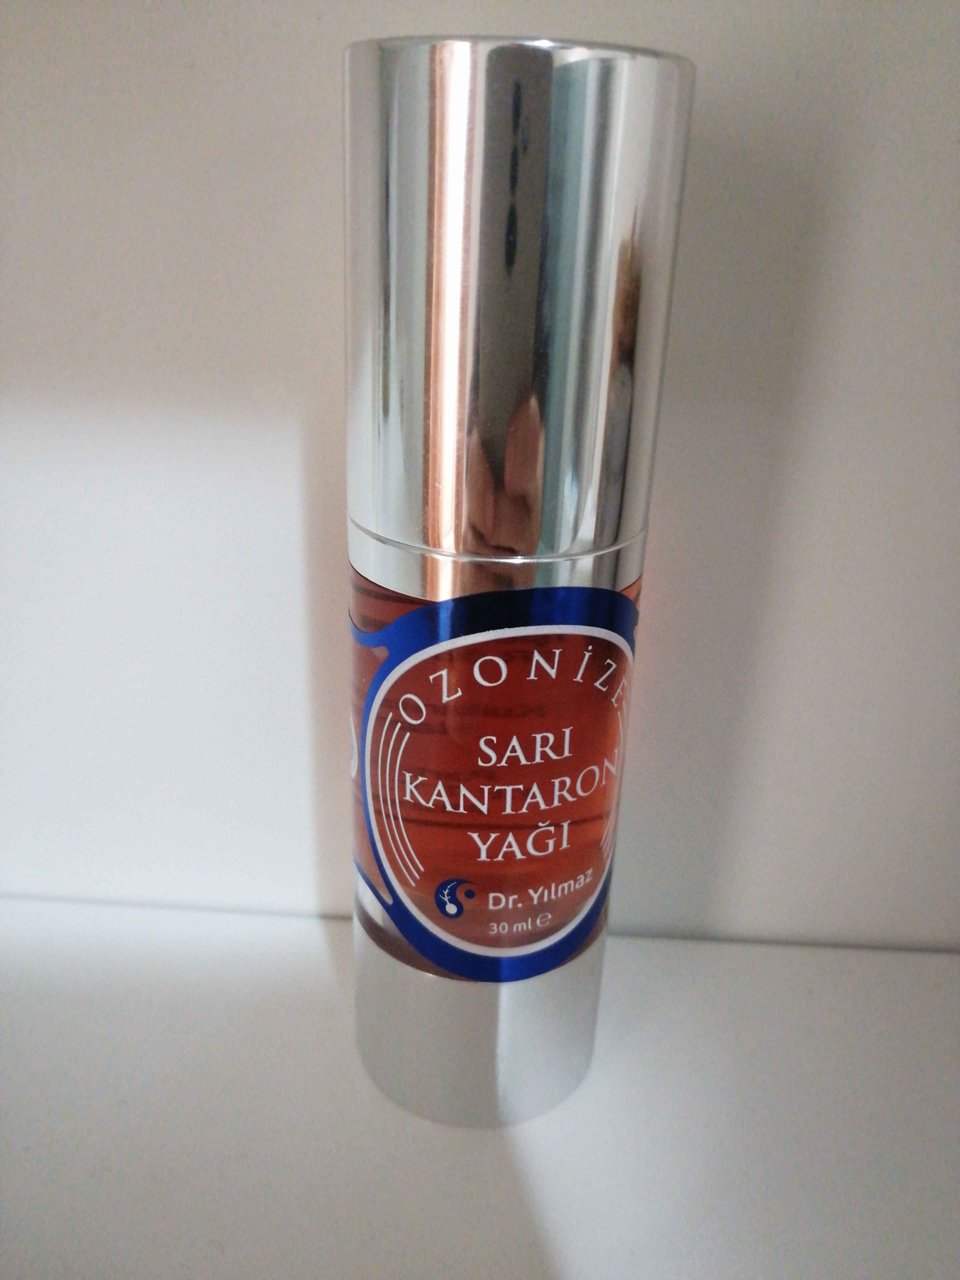 OZONİZE
SARI
KANTARON
YAĞI
Dr. Yılmaz
30 ml ℮